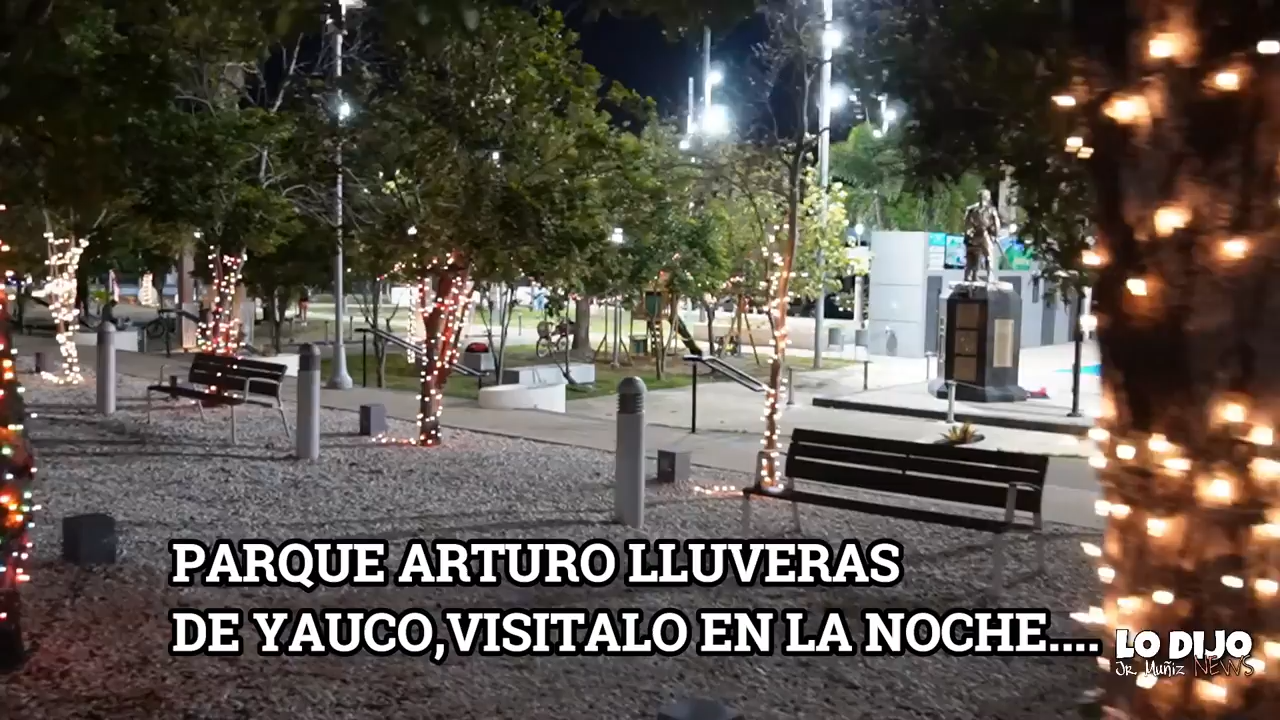 PARQUE ARTURO LLUVERAS
DE YAUCO,VISITALO EN LA NOCHE....
LO DIJO
Jr. Muñiz NEWS